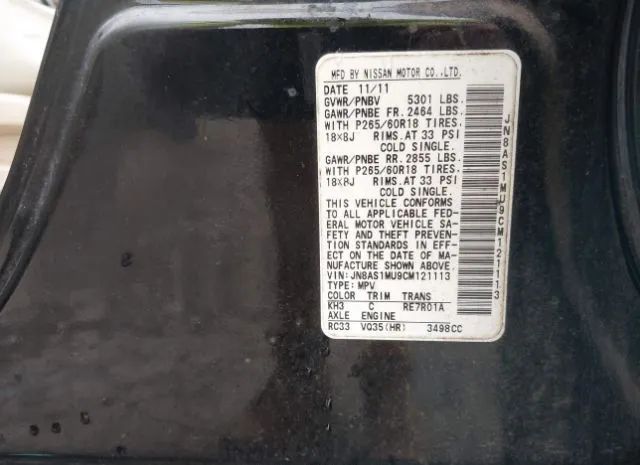 MFD BY NISSAN MOTOR CO.,LTD.
DATE 11/11
GVWR/PNBV 5301 LBS.
GAWR/PNBE FR. 2464 LBS.
WITH P265/60R18 TIRES.
18X8J RIMS. AT 33 PSI
COLD SINGLE.
GAWR/PNBE RR. 2855 LBS.
WITH P265/60R18 TIRES.
18X8J RIMS. AT 33 PSI
COLD SINGLE.
THIS VEHICLE CONFORMS
TO ALL APPLICABLE FED-
ERAL MOTOR VEHICLE SA-
FETY AND THEFT PREVEN-
TION STANDARDS IN EFF-
ECT ON THE DATE OF MA-
NUFACTURE SHOWN ABOVE.
VIN:JN8AS1MU9CM121113
TYPE:MPV
COLOR TRIM TRANS
KH3 C RE7R01A
AXLE ENGINE
RC33 VQ35(HR) 3498CC
JN8AS1MU9CM121113